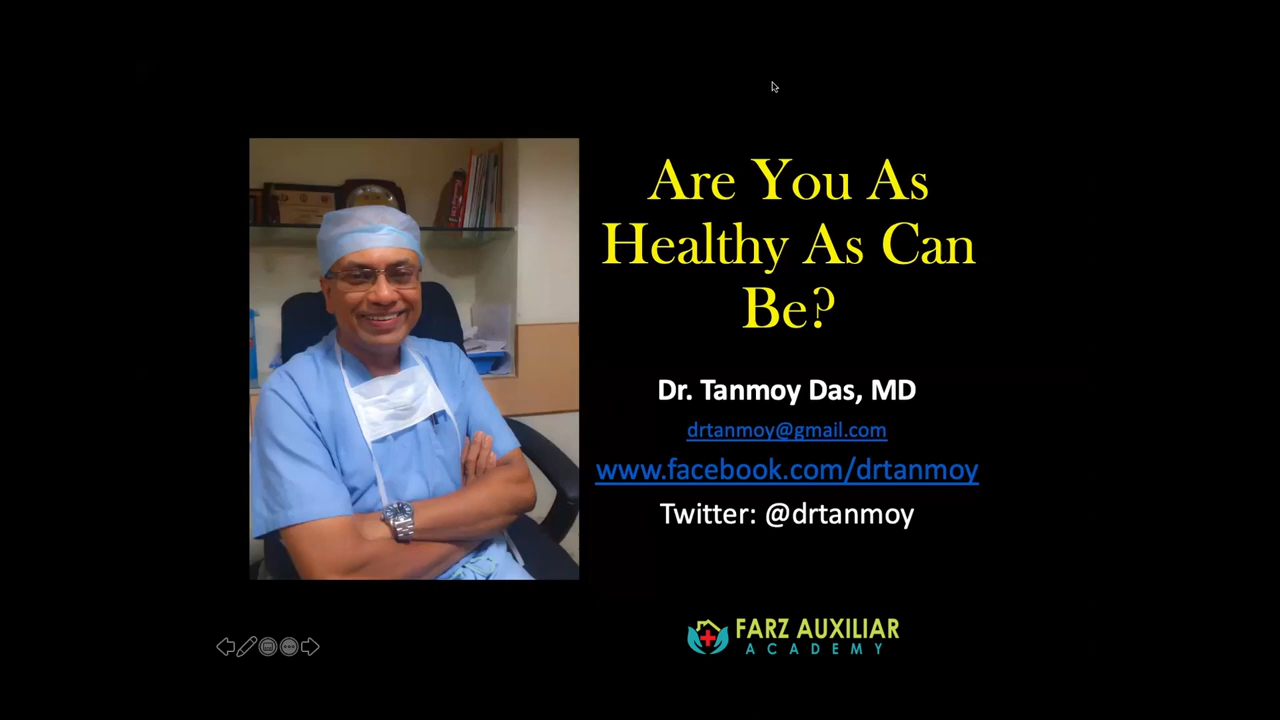 Are You As
Healthy As Can
Be?
Dr. Tanmoy Das, MD
drtanmoy@gmail.com
www.facebook.com/drtanmoy
Twitter: @drtanmoy
FARZ AUXILIAR
ACADEMY